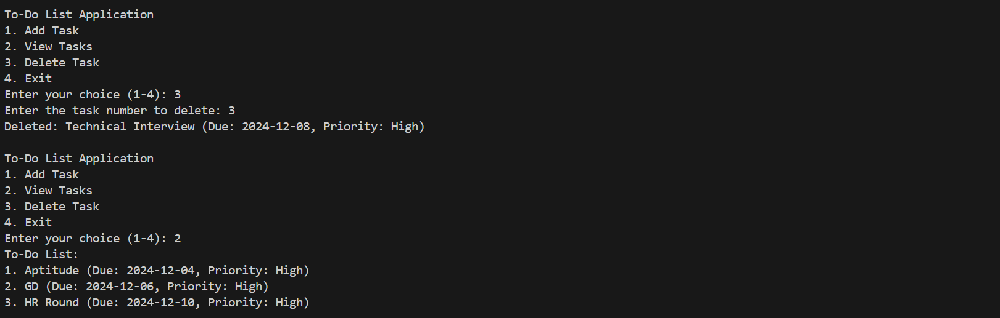 To-Do List Application
1. Add Task
2. View Tasks
3. Delete Task
4. Exit
Enter your choice (1-4): 3
Enter the task number to delete: 3
Deleted: Technical Interview (Due: 2024-12-08, Priority: High)
To-Do List Application
1. Add Task
2. View Tasks
3. Delete Task
4. Exit
Enter your choice (1-4): 2
To-Do List:
1. Aptitude (Due: 2024-12-04, Priority: High)
2. GD (Due: 2024-12-06, Priority: High)
3. HR Round (Due: 2024-12-10, Priority: High)